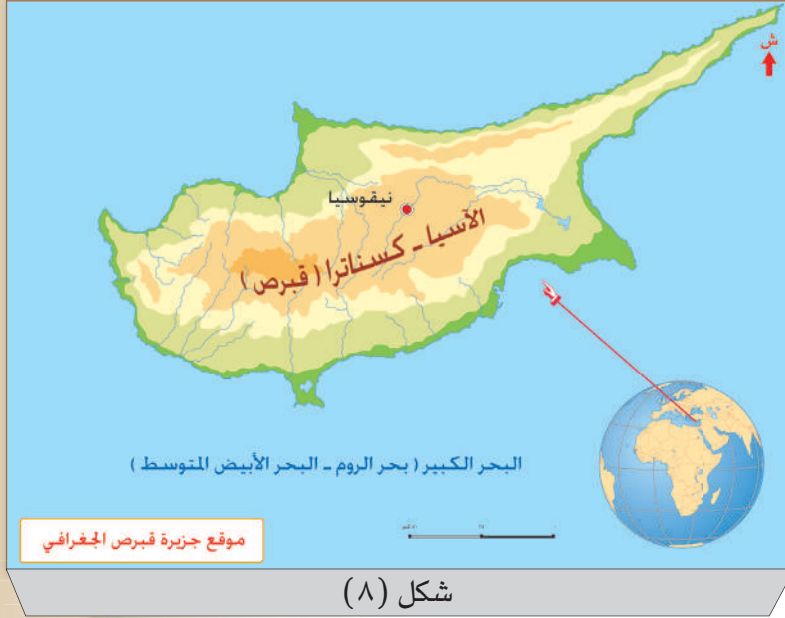 ش
نيقوسيا
الآسيا - كسناترا ( قبرص )
البحر الكبير ( بحر الروم - البحر الأبيض المتوسط )
موقع جزيرة قبرص الجغرافي
شكل (٨)